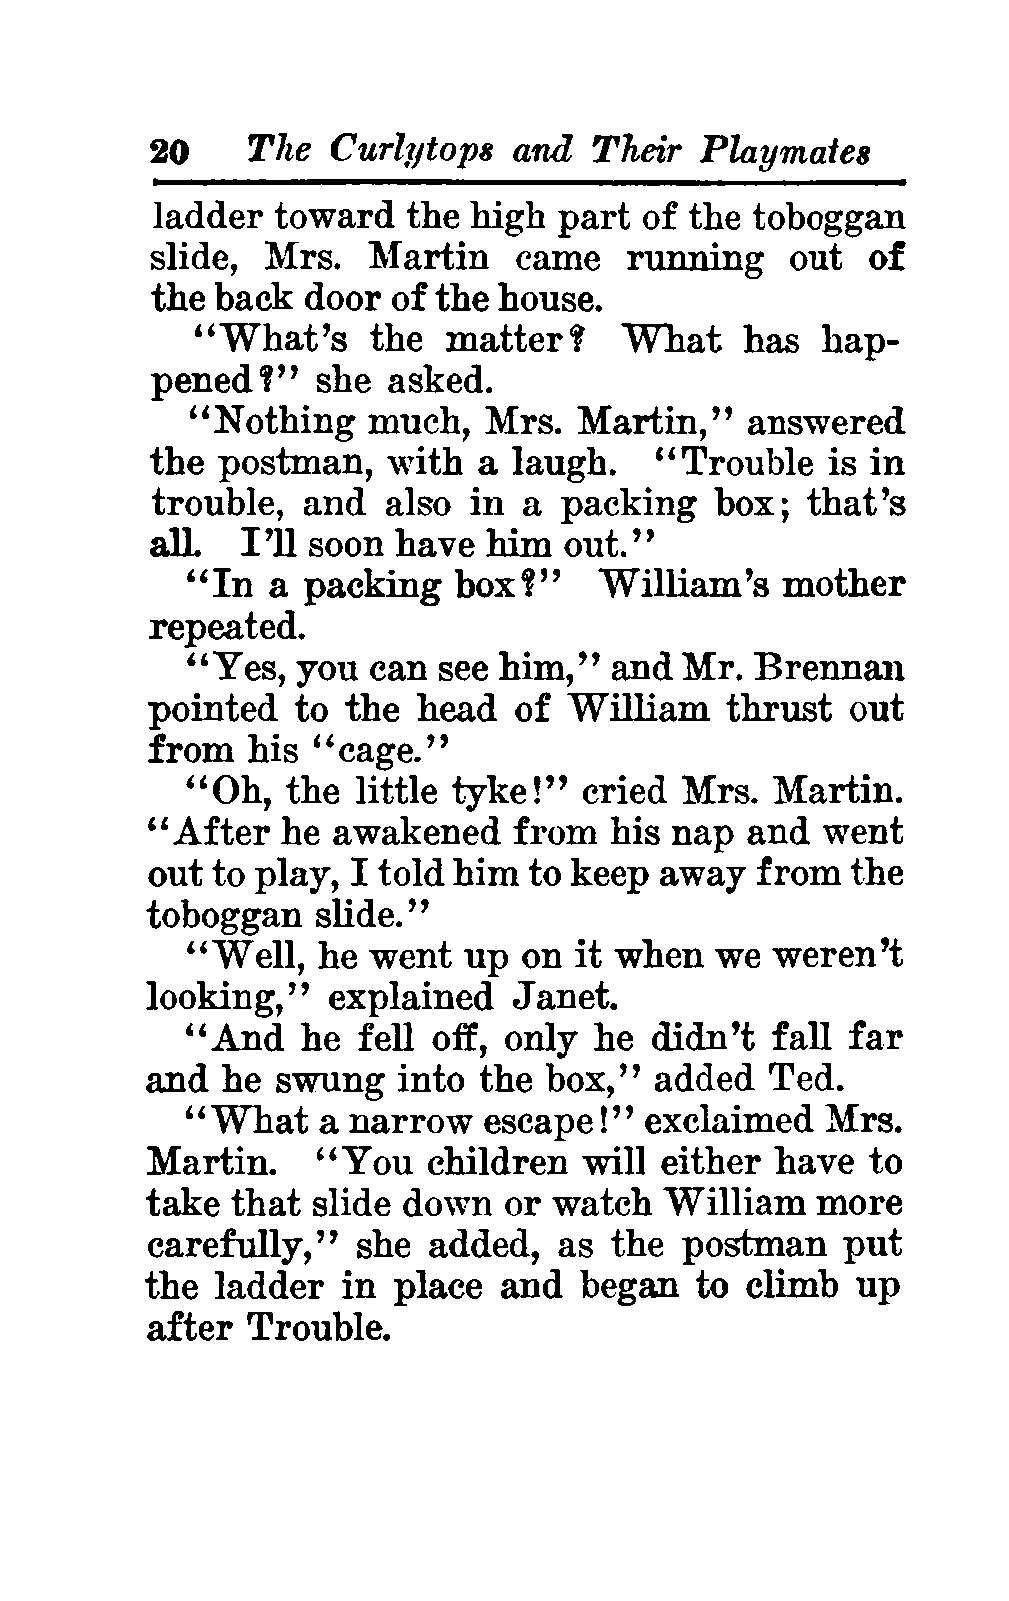 20 The Curlytops and Their Playmates
ladder toward the high part of the toboggan
slide, Mrs. Martin came running out of
the back door of the house.
“What’s the matter? What has hap-
pened?” she asked.
“Nothing much, Mrs. Martin,” answered
the postman, with a laugh. “Trouble is in
trouble, and also in a packing box; that’s
all. I’ll soon have him out.”
“In a packing box?” William’s mother
repeated.
“Yes, you can see him,” and Mr. Brennan
pointed to the head of William thrust out
from his “cage.”
“Oh, the little tyke!” cried Mrs. Martin.
“After he awakened from his nap and went
out to play, I told him to keep away from the
toboggan slide.”
“Well, he went up on it when we weren’t
looking,” explained Janet.
“And he fell off, only he didn’t fall far
and he swung into the box,” added Ted.
“What a narrow escape!” exclaimed Mrs.
Martin. “You children will either have to
take that slide down or watch William more
carefully,” she added, as the postman put
the ladder in place and began to climb up
after Trouble.